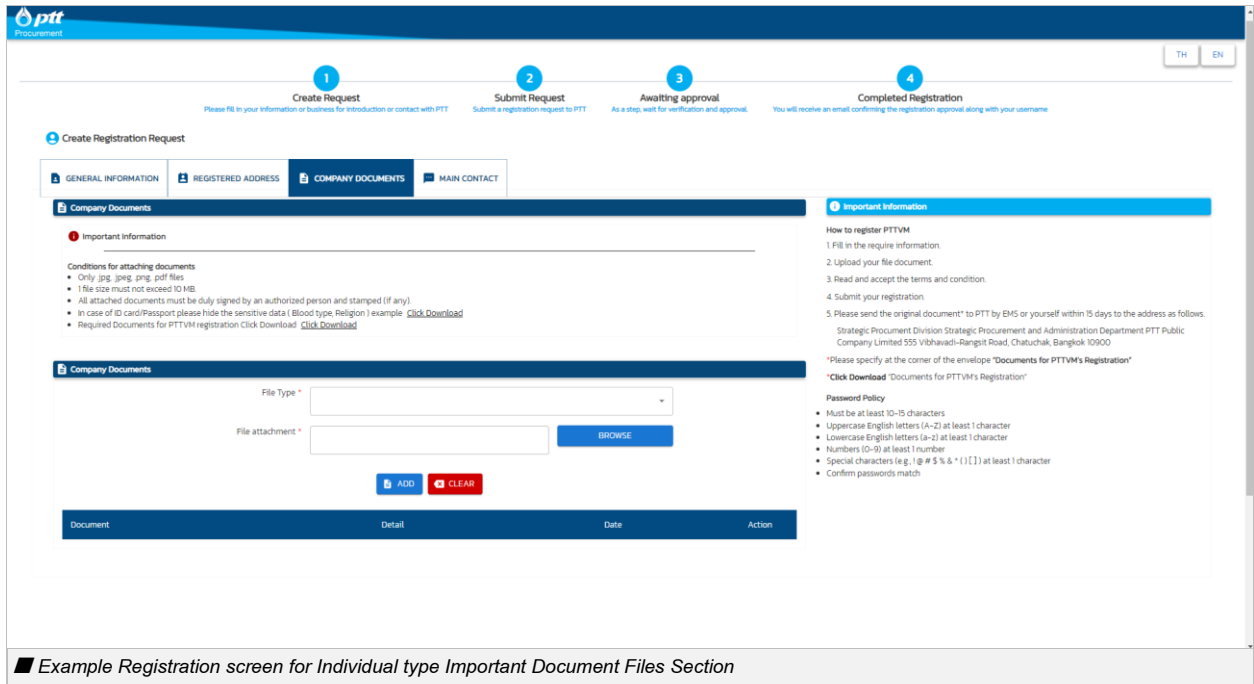 ptt
Procurement
TH EN
1 2 3 4
Create Request Submit Request Awaiting approval Completed Registration
Please fill in your information or business for introduction or contact with PTT Submit a registration request to PTT As a step, wait for verification and approval. You will receive an email confirming the registration approval along with your username
Create Registration Request
GENERAL INFORMATION REGISTERED ADDRESS COMPANY DOCUMENTS MAIN CONTACT
Company Documents
Important Information
Conditions for attaching documents
• Only .jpg, .jpeg, .png, .pdf files
• 1 file size must not exceed 10 MB.
• All attached documents must be duly signed by an authorized person and stamped (if any).
• In case of ID card/Passport please hide the sensitive data ( Blood type, Religion ) example Click Download
• Required Documents for PTTVM registration Click Download Click Download
Company Documents
File Type *
File attachment * BROWSE
ADD CLEAR
Document Detail Date Action
Important Information
How to register PTTVM
1. Fill in the require information.
2. Upload your file document.
3. Read and accept the terms and condition.
4. Submit your registration.
5. Please send the original document* to PTT by EMS or yourself within 15 days to the address as follows.
Strategic Procument Division Strategic Procurement and Administration Department PTT Public
Company Limited 555 Vibhavadi-Rangsit Road, Chatuchak, Bangkok 10900
*Please specify at the corner of the envelope "Documents for PTTVM's Registration"
*Click Download "Documents for PTTVM's Registration"
Password Policy
• Must be at least 10-15 characters
• Uppercase English letters (A-Z) at least 1 character
• Lowercase English letters (a-z) at least 1 character
• Numbers (0-9) at least 1 number
• Special characters (e.g., ! @ # $ % & * ( ) [ ] ) at least 1 character
• Confirm passwords match
Example Registration screen for Individual type Important Document Files Section